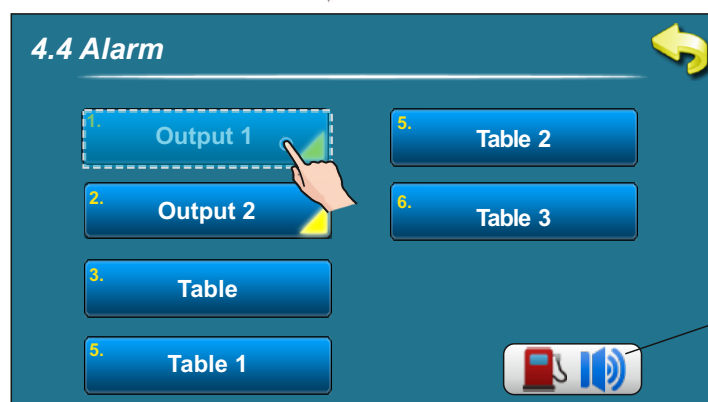 4.4 Alarm
1.
Output 1
2.
Output 2
3.
Table
5.
Table 1
5.
Table 2
6.
Table 3